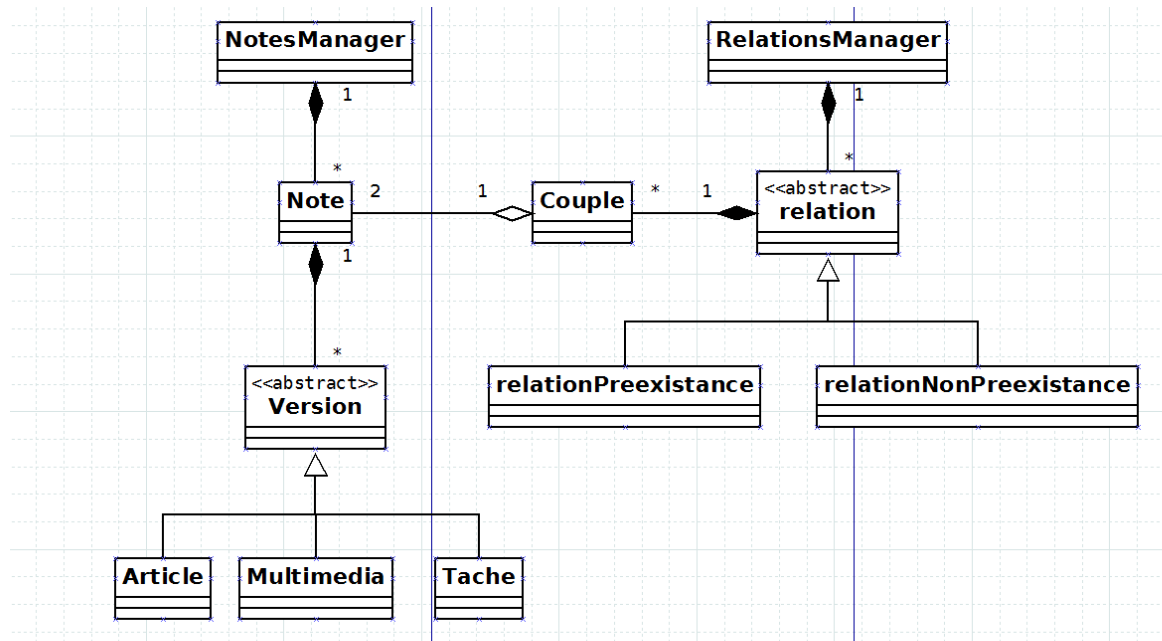 NotesManager
RelationsManager
1
1
*
*
Note
2
1
Couple
*
1
<<abstract>>
relation
1
*
<<abstract>>
Version
relationPreexistance
relationNonPreexistance
Article
Multimedia
Tache